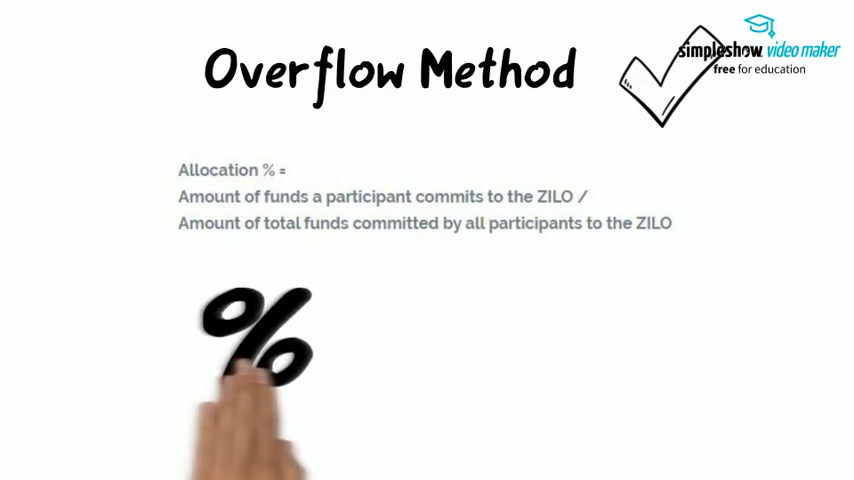 Overflow Method
simpleshow video maker
free for education
Allocation % =
Amount of funds a participant commits to the ZILO /
Amount of total funds committed by all participants to the ZILO
%